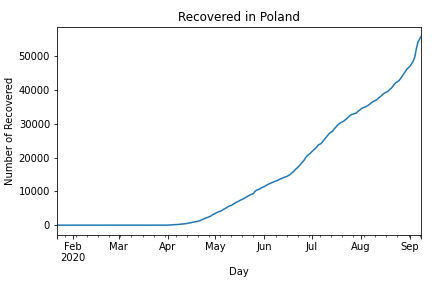 Recovered in Poland
Number of Recovered
50000
40000
30000
20000
10000
0
Feb Mar Apr May Jun Jul Aug Sep
2020
Day